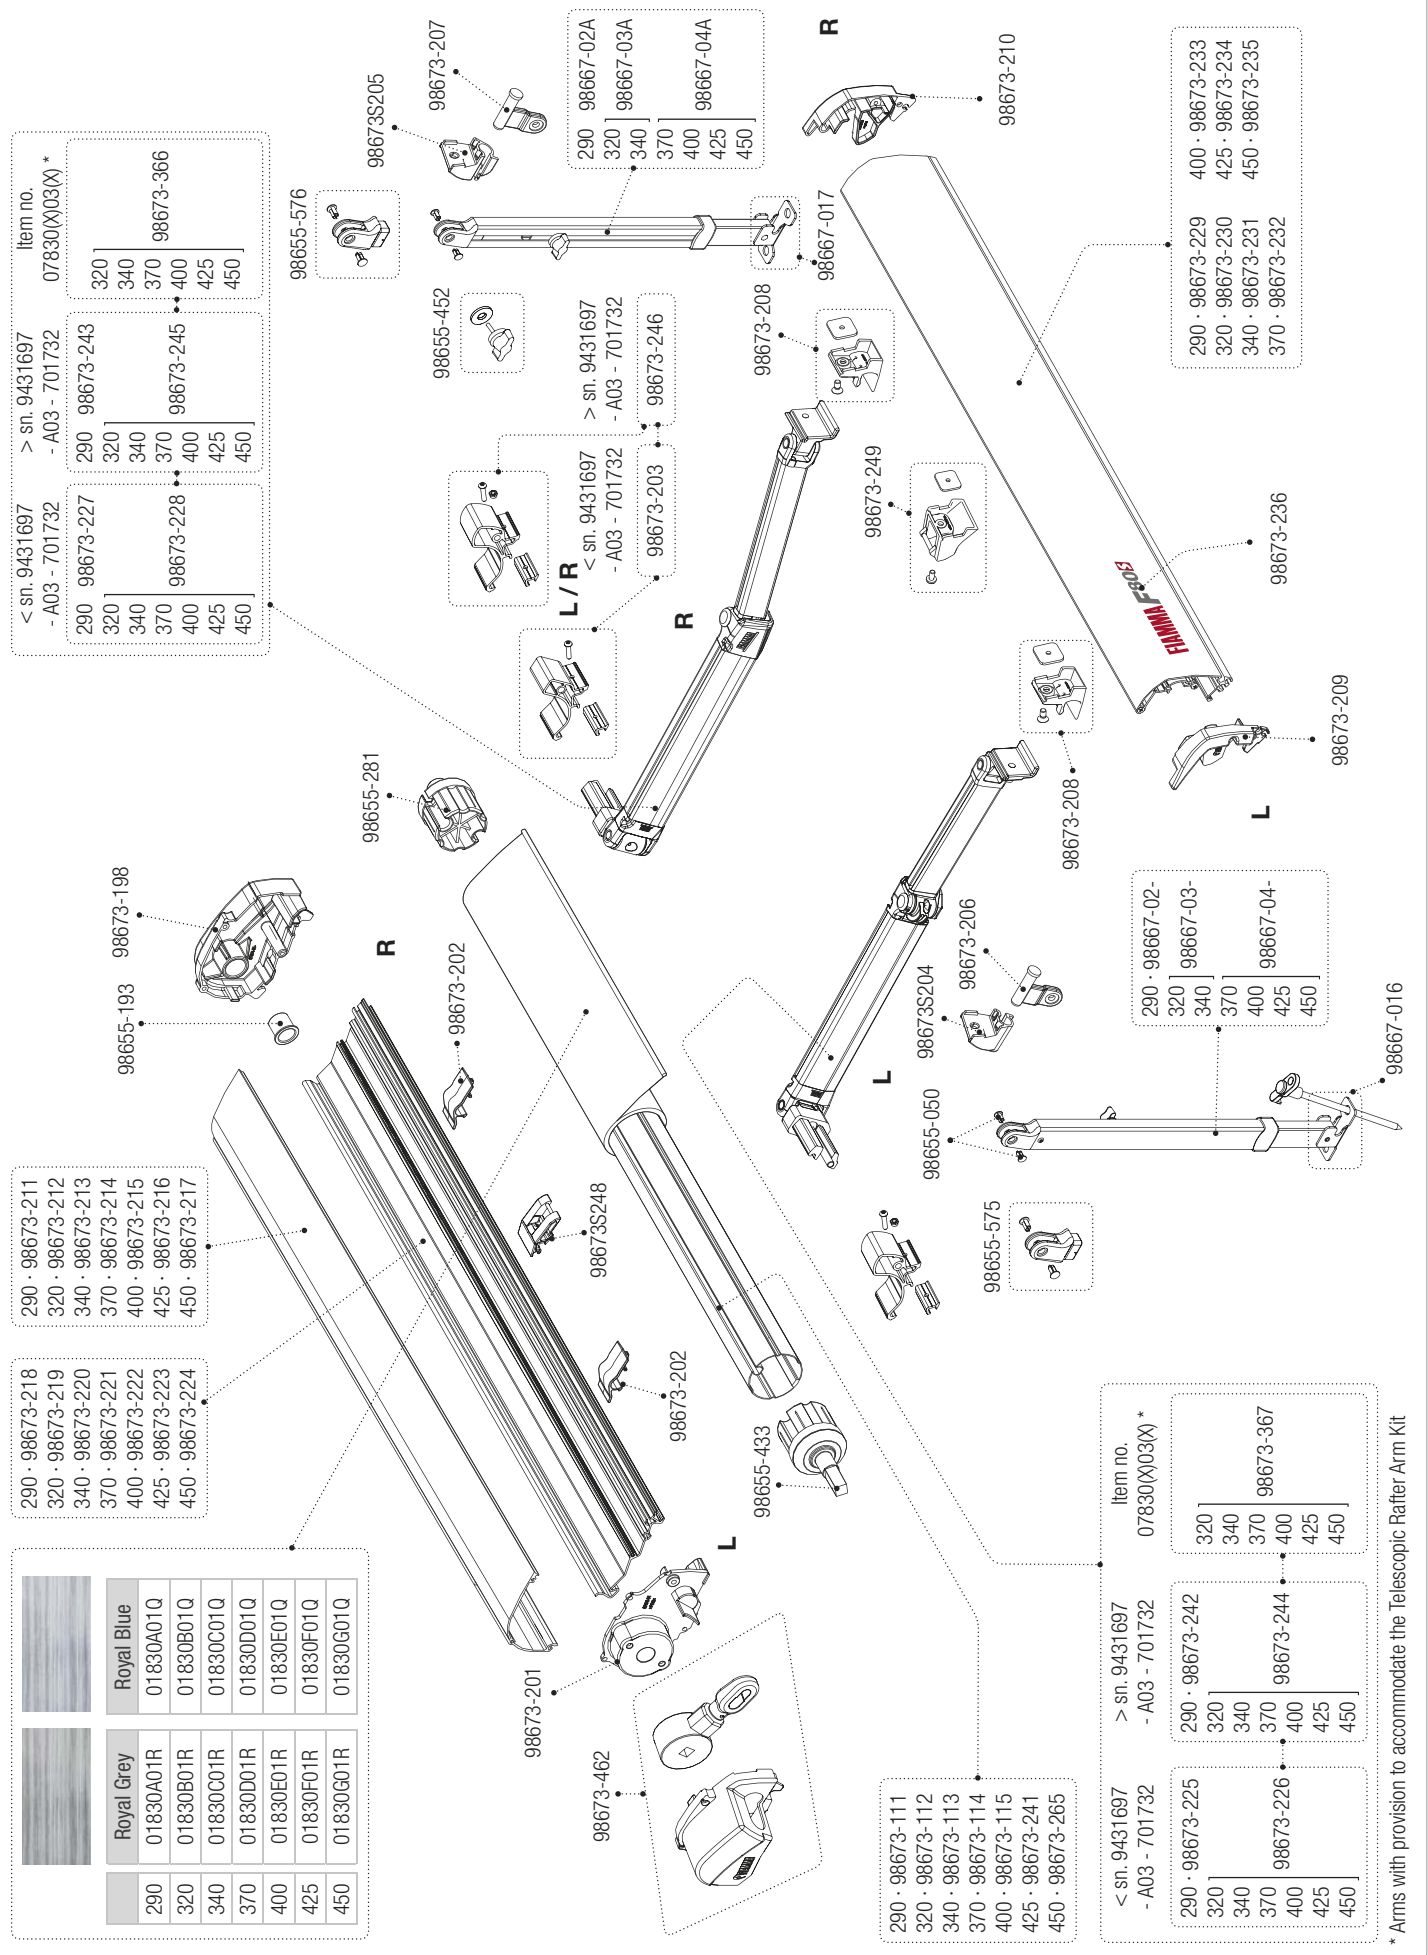 Royal Grey
Royal Blue
290 01830A01R 01830A01Q
320 01830B01R 01830B01Q
340 01830C01R 01830C01Q
370 01830D01R 01830D01Q
400 01830E01R 01830E01Q
425 01830F01R 01830F01Q
450 01830G01R 01830G01Q
290 · 98673-218
320 · 98673-219
340 · 98673-220
370 · 98673-221
400 · 98673-222
425 · 98673-223
450 · 98673-224
290 · 98673-211
320 · 98673-212
340 · 98673-213
370 · 98673-214
400 · 98673-215
425 · 98673-216
450 · 98673-217
98655-193
98673-198
R
98673-202
98673S248
98673-202
98655-281
98655-433
L
98673-201
98673-462
< sn. 9431697
- A03 - 701732
290 98673-227
320
340
370
400
425
450
98673-228
> sn. 9431697
- A03 - 701732
290 98673-243
320
340
370
400
425
450
98673-245
Item no.
07830(X)03(X) *
320
340
370
400
425
450
98673-366
98655-576
98673S205
98673-207
98655-452
290 98667-02A
320
340
98667-03A
370
400
425
450
98667-04A
98667-017
R
98673-210
L / R
< sn. 9431697
- A03 - 701732
98673-203
> sn. 9431697
- A03 - 701732
98673-246
R
98673-208
98673-249
290 · 98673-229
320 · 98673-230
340 · 98673-231
370 · 98673-232
400 · 98673-233
425 · 98673-234
450 · 98673-235
FIAMMA F80S
98673-236
98673-209
L
98673-208
98673-206
98673S204
L
98655-050
98655-575
290 · 98667-02-
320
340
98667-03-
370
400
425
450
98667-04-
98667-016
290 · 98673-111
320 · 98673-112
340 · 98673-113
370 · 98673-114
400 · 98673-115
425 · 98673-241
450 · 98673-265
< sn. 9431697
- A03 - 701732
290 · 98673-225
320
340
370
400
425
450
98673-226
> sn. 9431697
- A03 - 701732
290 · 98673-242
320
340
370
400
425
450
98673-244
Item no.
07830(X)03(X) *
320
340
370
400
425
450
98673-367
* Arms with provision to accommodate the Telescopic Rafter Arm Kit